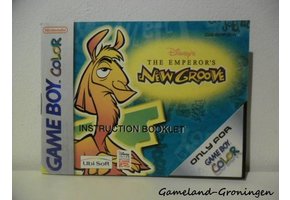 Nintendo
GAME BOY COLOR
Disney's
THE EMPEROR'S
NEW GROOVE
INSTRUCTION BOOKLET
Ubi Soft
ONLY FOR
GAME BOY
COLOR
Gameland-Groningen